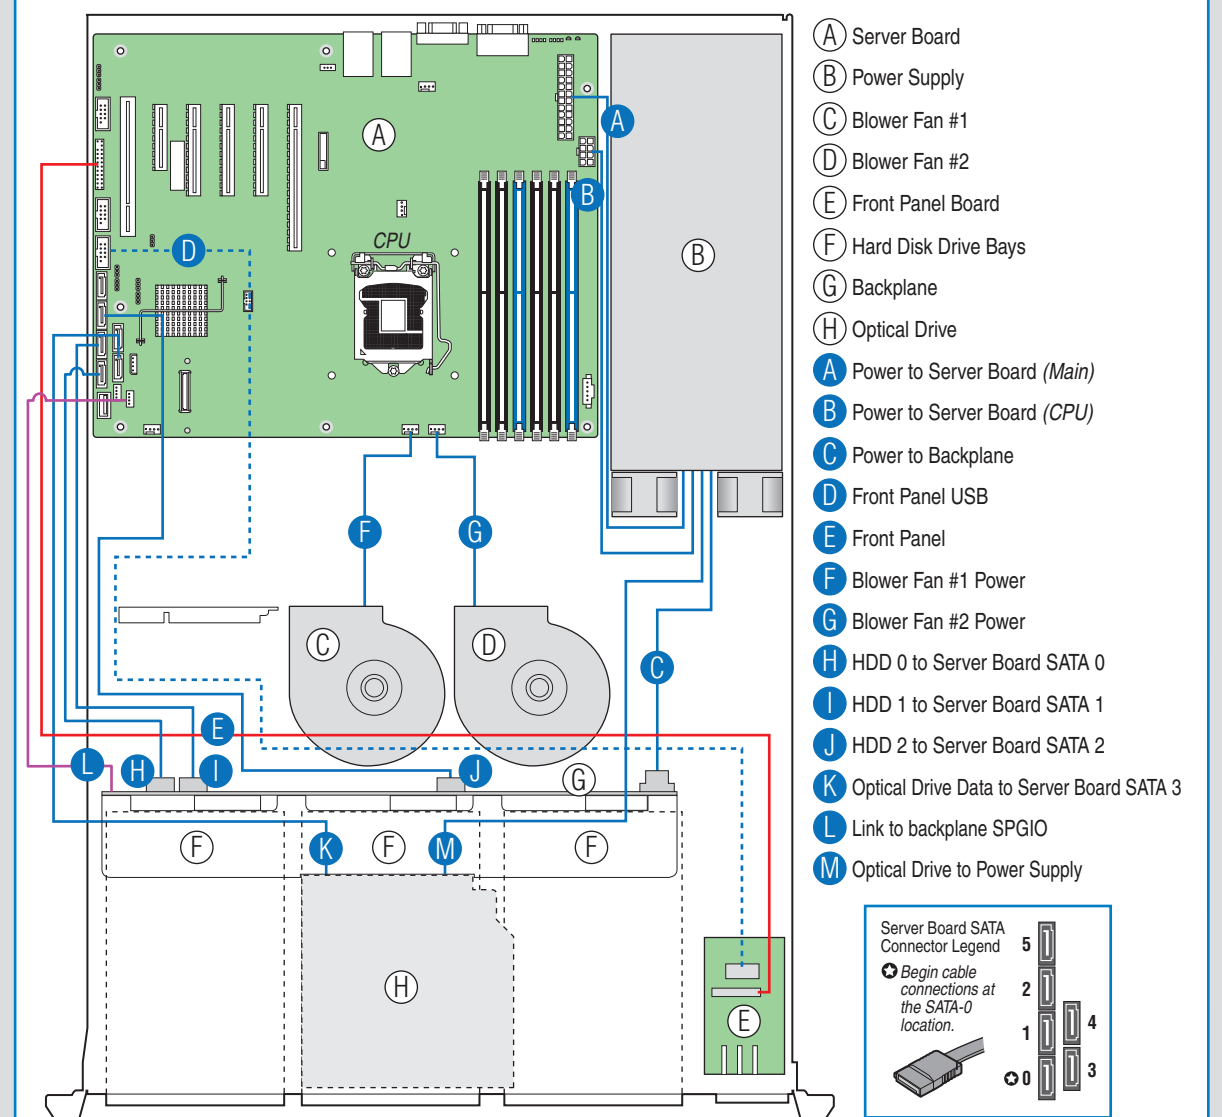 A Server Board
B Power Supply
C Blower Fan #1
D Blower Fan #2
E Front Panel Board
F Hard Disk Drive Bays
G Backplane
H Optical Drive
A Power to Server Board (Main)
B Power to Server Board (CPU)
C Power to Backplane
D Front Panel USB
E Front Panel
F Blower Fan #1 Power
G Blower Fan #2 Power
H HDD 0 to Server Board SATA 0
I HDD 1 to Server Board SATA 1
J HDD 2 to Server Board SATA 2
K Optical Drive Data to Server Board SATA 3
L Link to backplane SPGIO
M Optical Drive to Power Supply
A
A
B
D
CPU
B
F
G
C
D
C
E
L
H
I
J
G
F
K
F
M
F
H
E
Server Board SATA
Connector Legend
Begin cable
connections at
the SATA-0
location.
5
2
1
4
0
3